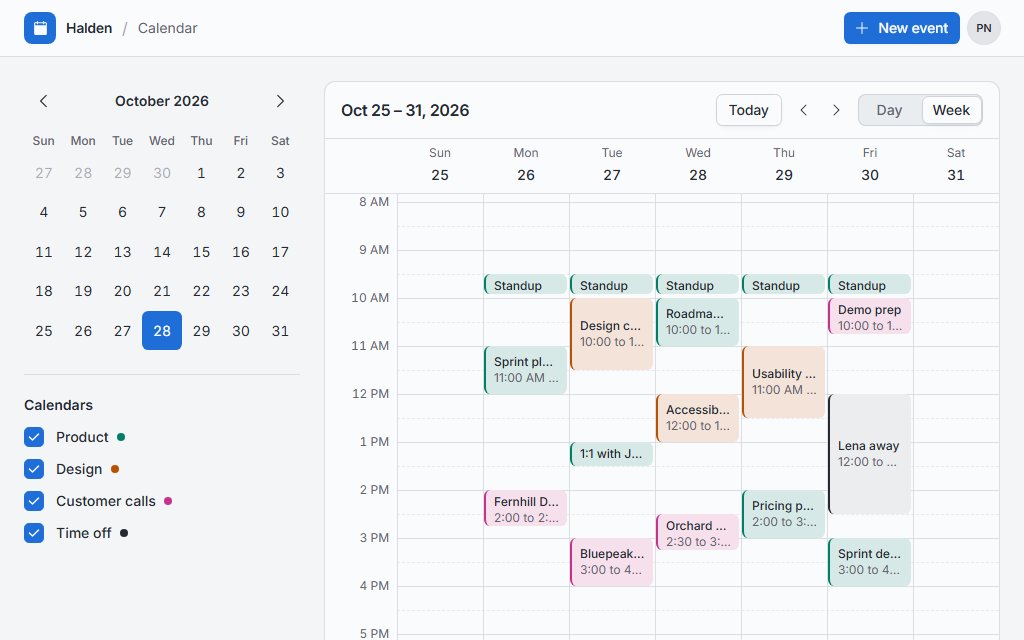 Halden / Calendar
New event
PN
October 2026
Sun Mon Tue Wed Thu Fri Sat
27 28 29 30 1 2 3
4 5 6 7 8 9 10
11 12 13 14 15 16 17
18 19 20 21 22 23 24
25 26 27 28 29 30 31
Calendars
Product
Design
Customer calls
Time off
Oct 25 – 31, 2026
Today
Day
Week
Sun Mon Tue Wed Thu Fri Sat
25 26 27 28 29 30 31
8 AM
9 AM
Standup Standup Standup Standup Standup
10 AM
Demo prep
10:00 to 1...
Roadma...
10:00 to 1...
Design c...
10:00 to 1...
11 AM
Sprint pl...
11:00 AM ...
Usability ...
11:00 AM ...
12 PM
Accessib...
12:00 to 1...
1 PM
Lena away
12:00 to ...
1:1 with J...
2 PM
Fernhill D...
2:00 to 2:...
Pricing p...
2:00 to 3:...
Orchard ...
2:30 to 3:...
3 PM
Bluepeak...
3:00 to 4...
Sprint de...
3:00 to 4...
4 PM
5 PM